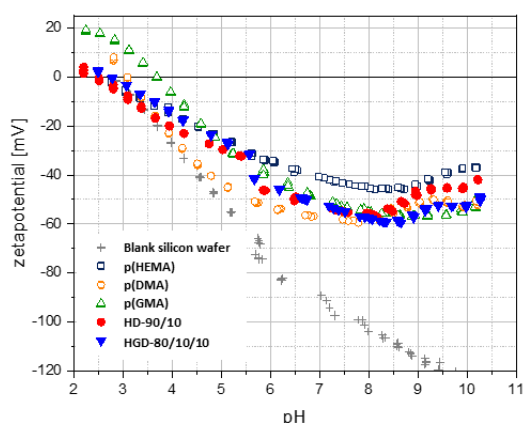 20
0
-20
-40
-60
-80
-100
-120
zetapotential [mV]
Blank silicon wafer
p(HEMA)
p(DMA)
p(GMA)
HD-90/10
HGD-80/10/10
2 3 4 5 6 7 8 9 10 11
pH